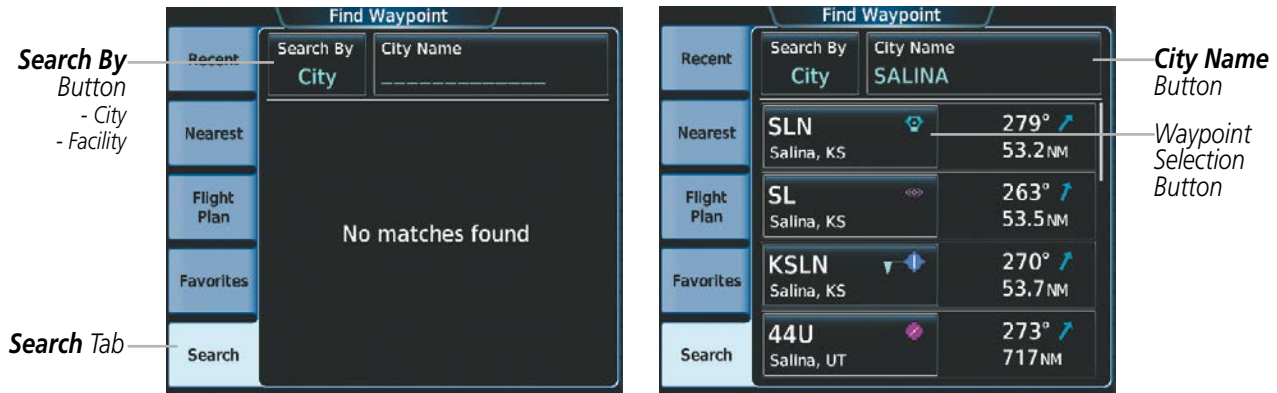 Find Waypoint
Search By
Button
- City
- Facility
Search Tab
Recent
Nearest
Flight
Plan
Favorites
Search
Search By
City
City Name
______________
No matches found
Find Waypoint
Recent
Nearest
Flight
Plan
Favorites
Search
Search By
City
City Name
SALINA
SLN
Salina, KS
279°
53.2NM
SL
Salina, KS
263°
53.5NM
KSLN
Salina, KS
270°
53.7NM
44U
Salina, UT
273°
717NM
City Name
Button
Waypoint
Selection
Button